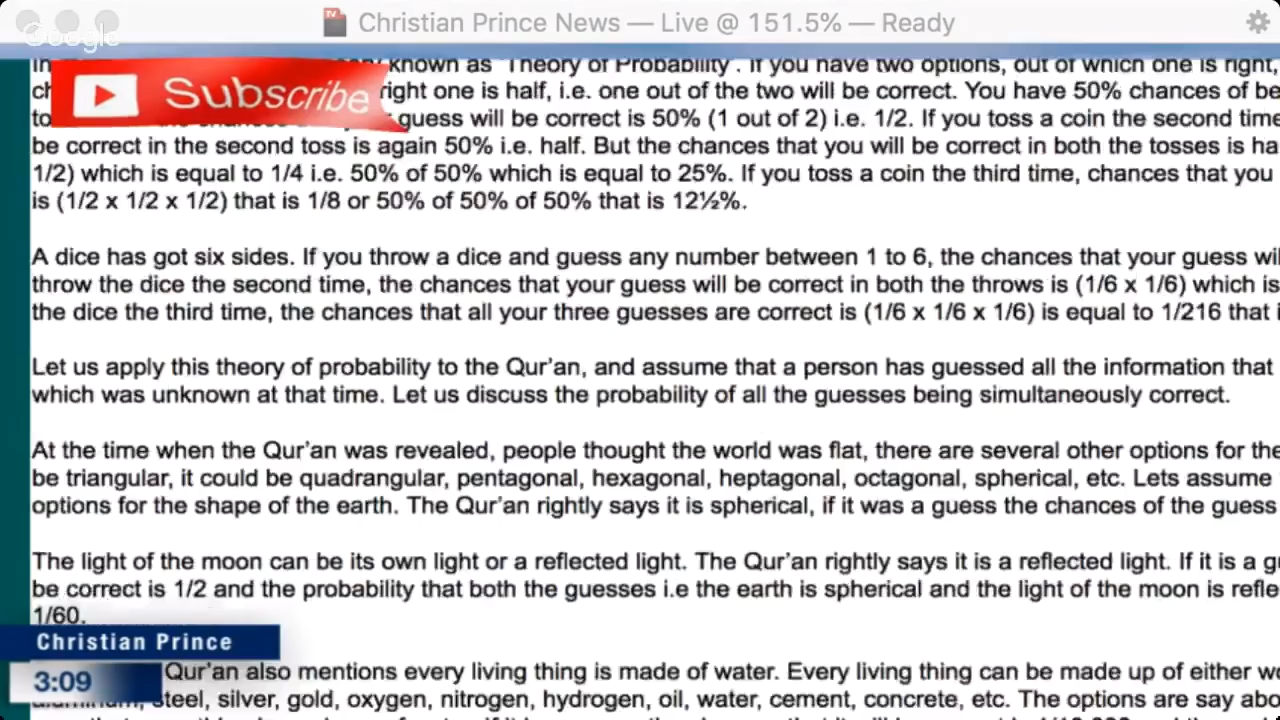 Christian Prince News — Live @ 151.5% — Ready
Google
Subscribe
known as "Theory of Probability". If you have two options, out of which one is right,
right one is half, i.e. one out of the two will be correct. You have 50% chances of be
guess will be correct is 50% (1 out of 2) i.e. 1/2. If you toss a coin the second time
be correct in the second toss is again 50% i.e. half. But the chances that you will be correct in both the tosses is ha
1/2) which is equal to 1/4 i.e. 50% of 50% which is equal to 25%. If you toss a coin the third time, chances that you
is (1/2 x 1/2 x 1/2) that is 1/8 or 50% of 50% of 50% that is 12½%.
A dice has got six sides. If you throw a dice and guess any number between 1 to 6, the chances that your guess wil
throw the dice the second time, the chances that your guess will be correct in both the throws is (1/6 x 1/6) which is
the dice the third time, the chances that all your three guesses are correct is (1/6 x 1/6 x 1/6) is equal to 1/216 that i
Let us apply this theory of probability to the Qur'an, and assume that a person has guessed all the information that
which was unknown at that time. Let us discuss the probability of all the guesses being simultaneously correct.
At the time when the Qur'an was revealed, people thought the world was flat, there are several other options for the
be triangular, it could be quadrangular, pentagonal, hexagonal, heptagonal, octagonal, spherical, etc. Lets assume
options for the shape of the earth. The Qur'an rightly says it is spherical, if it was a guess the chances of the guess
The light of the moon can be its own light or a reflected light. The Qur'an rightly says it is a reflected light. If it is a gu
be correct is 1/2 and the probability that both the guesses i.e the earth is spherical and the light of the moon is refle
1/60.
Christian Prince
3:09
Qur'an also mentions every living thing is made of water. Every living thing can be made up of either wo
steel, silver, gold, oxygen, nitrogen, hydrogen, oil, water, cement, concrete, etc. The options are say abo